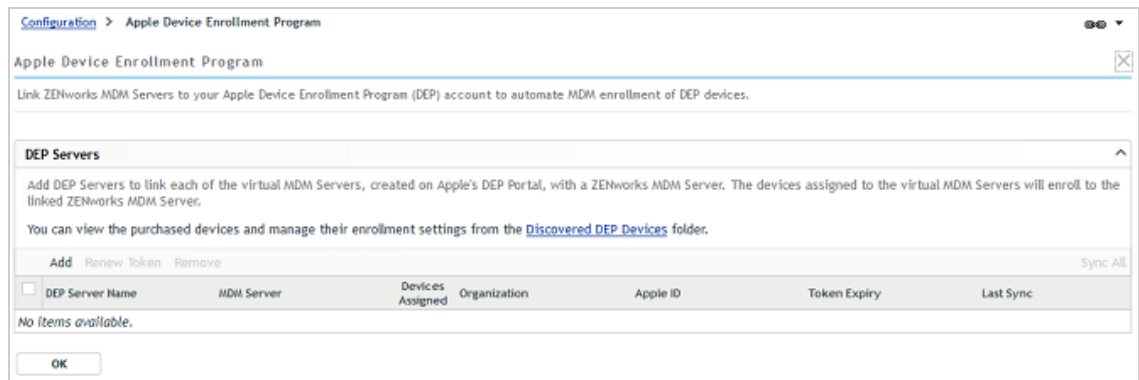 Configuration > Apple Device Enrollment Program
Apple Device Enrollment Program
Link ZENworks MDM Servers to your Apple Device Enrollment Program (DEP) account to automate MDM enrollment of DEP devices.
DEP Servers
Add DEP Servers to link each of the virtual MDM Servers, created on Apple's DEP Portal, with a ZENworks MDM Server. The devices assigned to the virtual MDM Servers will enroll to the
linked ZENworks MDM Server.
You can view the purchased devices and manage their enrollment settings from the Discovered DEP Devices folder.
Add Renew Token Remove Sync All
DEP Server Name MDM Server Devices Assigned Organization Apple ID Token Expiry Last Sync
No items available.
OK